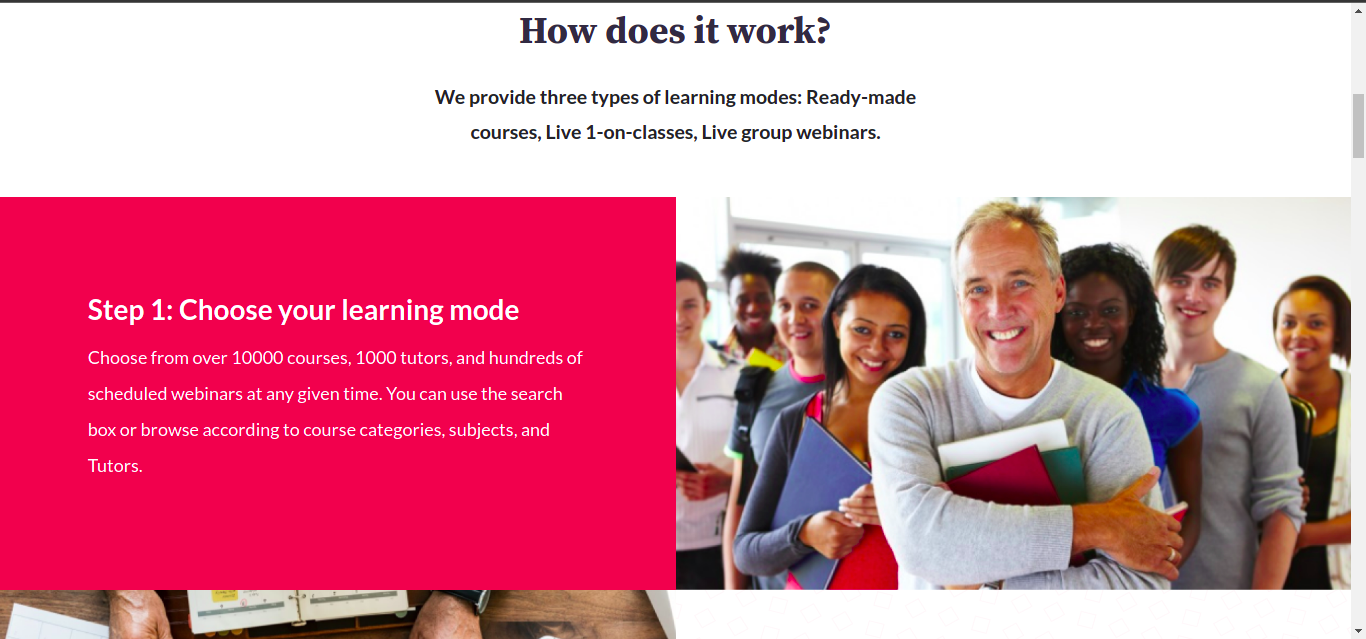 How does it work?
We provide three types of learning modes: Ready-made
courses, Live 1-on-classes, Live group webinars.
Step 1: Choose your learning mode
Choose from over 10000 courses, 1000 tutors, and hundreds of
scheduled webinars at any given time. You can use the search
box or browse according to course categories, subjects, and
Tutors.